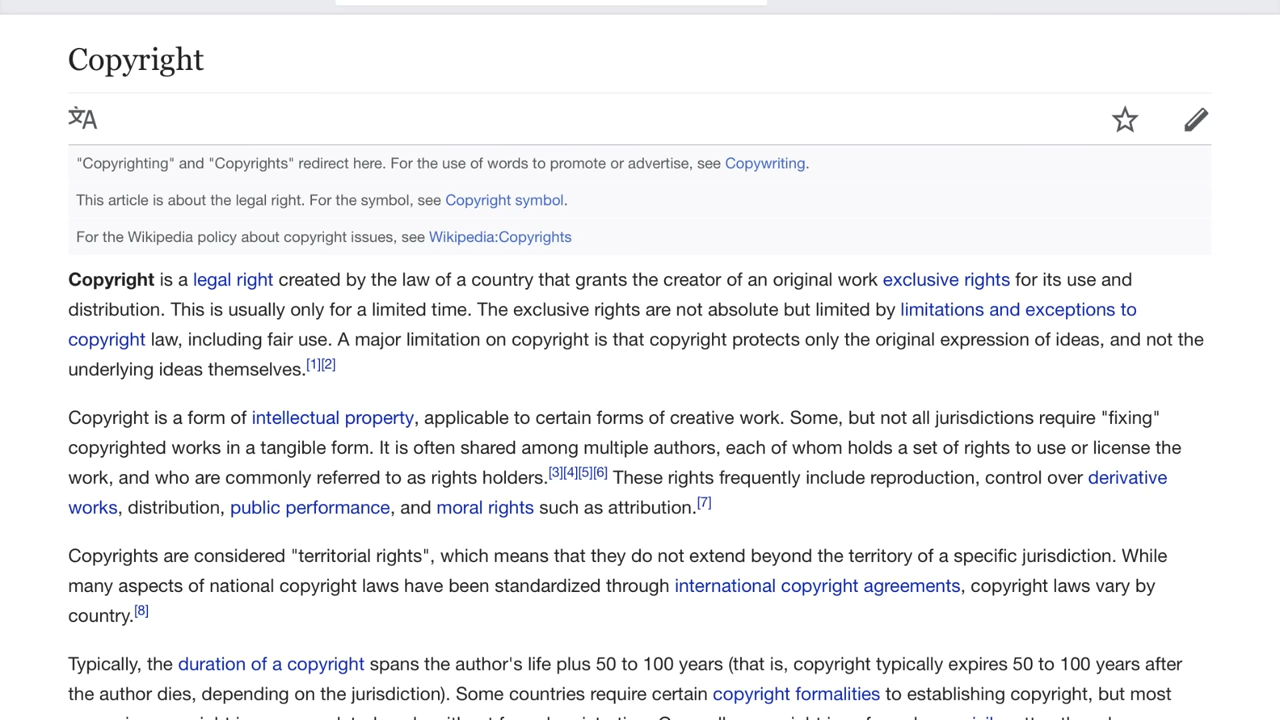 Copyright
文A
"Copyrighting" and "Copyrights" redirect here. For the use of words to promote or advertise, see Copywriting.
This article is about the legal right. For the symbol, see Copyright symbol.
For the Wikipedia policy about copyright issues, see Wikipedia:Copyrights
Copyright is a legal right created by the law of a country that grants the creator of an original work exclusive rights for its use and
distribution. This is usually only for a limited time. The exclusive rights are not absolute but limited by limitations and exceptions to
copyright law, including fair use. A major limitation on copyright is that copyright protects only the original expression of ideas, and not the
underlying ideas themselves.[1][2]
Copyright is a form of intellectual property, applicable to certain forms of creative work. Some, but not all jurisdictions require "fixing"
copyrighted works in a tangible form. It is often shared among multiple authors, each of whom holds a set of rights to use or license the
work, and who are commonly referred to as rights holders.[3][4][5][6] These rights frequently include reproduction, control over derivative
works, distribution, public performance, and moral rights such as attribution.[7]
Copyrights are considered "territorial rights", which means that they do not extend beyond the territory of a specific jurisdiction. While
many aspects of national copyright laws have been standardized through international copyright agreements, copyright laws vary by
country.[8]
Typically, the duration of a copyright spans the author's life plus 50 to 100 years (that is, copyright typically expires 50 to 100 years after
the author dies, depending on the jurisdiction). Some countries require certain copyright formalities to establishing copyright, but most